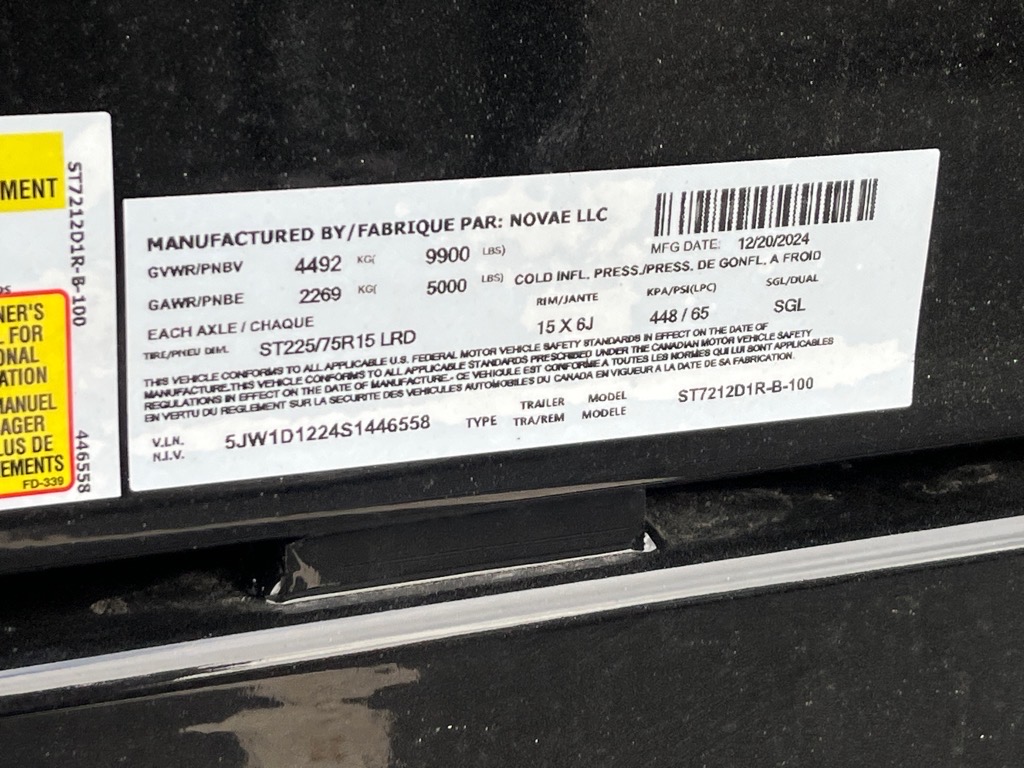 MENT
ST7212D1R-B-100
NER'S
L FOR
ONAL
ATION
MANUEL
AGER
LUS DE
EMENTS
FD-339
446558
MANUFACTURED BY/FABRIQUE PAR: NOVAE LLC
MFG DATE: 12/20/2024
GVWR/PNBV 4492 KG( 9900 LBS)
GAWR/PNBE 2269 KG( 5000 LBS) COLD INFL. PRESS./PRESS. DE GONFL. A FROID
EACH AXLE / CHAQUE RIM/JANTE KPA/PSI(LPC) SGL/DUAL
TIRE/PNEU DIM. ST225/75R15 LRD 15 X 6J 448 / 65 SGL
THIS VEHICLE CONFORMS TO ALL APPLICABLE U.S. FEDERAL MOTOR VEHICLE SAFETY STANDARDS IN EFFECT ON THE DATE OF
MANUFACTURE.THIS VEHICLE CONFORMS TO ALL APPLICABLE STANDARDS PRESCRIBED UNDER THE CANADIAN MOTOR VEHICLE SAFETY
REGULATIONS IN EFFECT ON THE DATE OF MANUFACTURE.- CE VEHICULE EST CONFORME A TOUTES LES NORMES QUI LUI SONT APPLICABLES
EN VERTU DU REGLEMENT SUR LA SECURITE DES VEHICULES AUTOMOBILES DU CANADA EN VIGUEUR A LA DATE DE SA FABRICATION.
V.I.N. 5JW1D1224S1446558 TYPE TRAILER MODEL ST7212D1R-B-100
N.I.V. TRA/REM MODELE